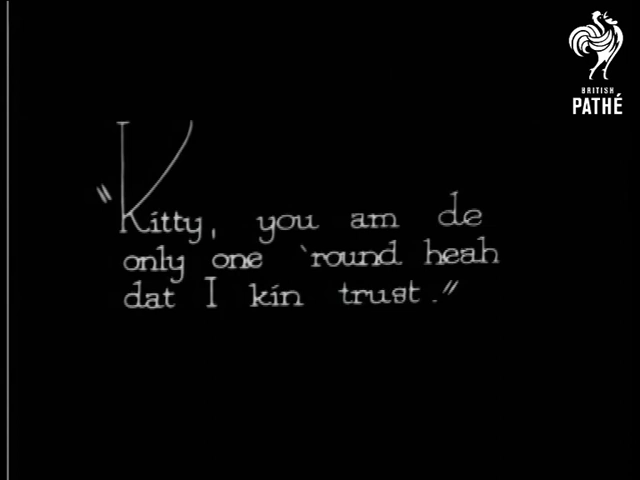 BRITISH
PATHÉ
"Kitty, you am de
only one 'round heah
dat I kin trust."